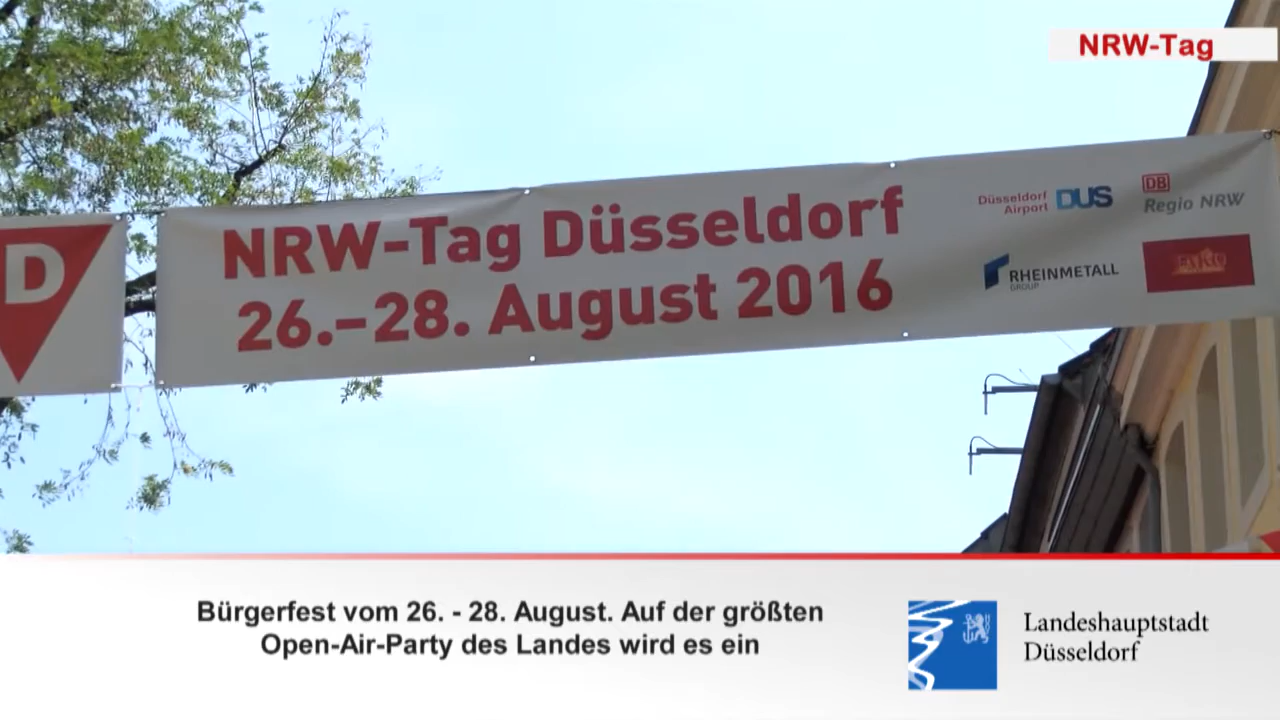 NRW-Tag
D
NRW-Tag Düsseldorf
26.–28. August 2016
Düsseldorf
Airport DUS
DB
Regio NRW
RHEINMETALL
GROUP
Bürgerfest vom 26. - 28. August. Auf der größten
Open-Air-Party des Landes wird es ein
Landeshauptstadt
Düsseldorf